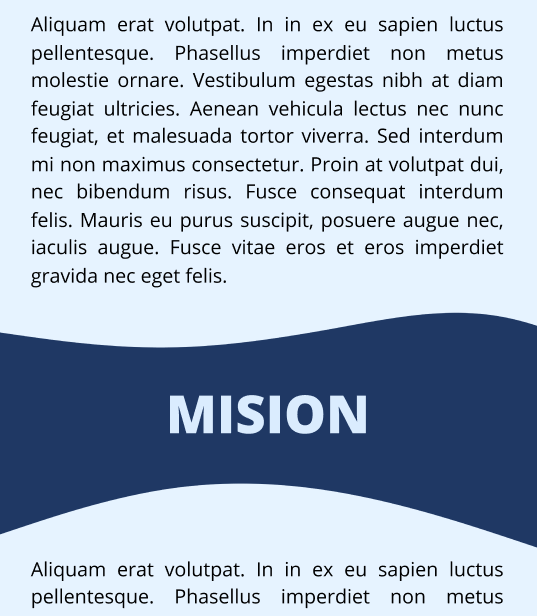 Aliquam erat volutpat. In in ex eu sapien luctus
pellentesque. Phasellus imperdiet non metus
molestie ornare. Vestibulum egestas nibh at diam
feugiat ultricies. Aenean vehicula lectus nec nunc
feugiat, et malesuada tortor viverra. Sed interdum
mi non maximus consectetur. Proin at volutpat dui,
nec bibendum risus. Fusce consequat interdum
felis. Mauris eu purus suscipit, posuere augue nec,
iaculis augue. Fusce vitae eros et eros imperdiet
gravida nec eget felis.
MISION
Aliquam erat volutpat. In in ex eu sapien luctus
pellentesque. Phasellus imperdiet non metus